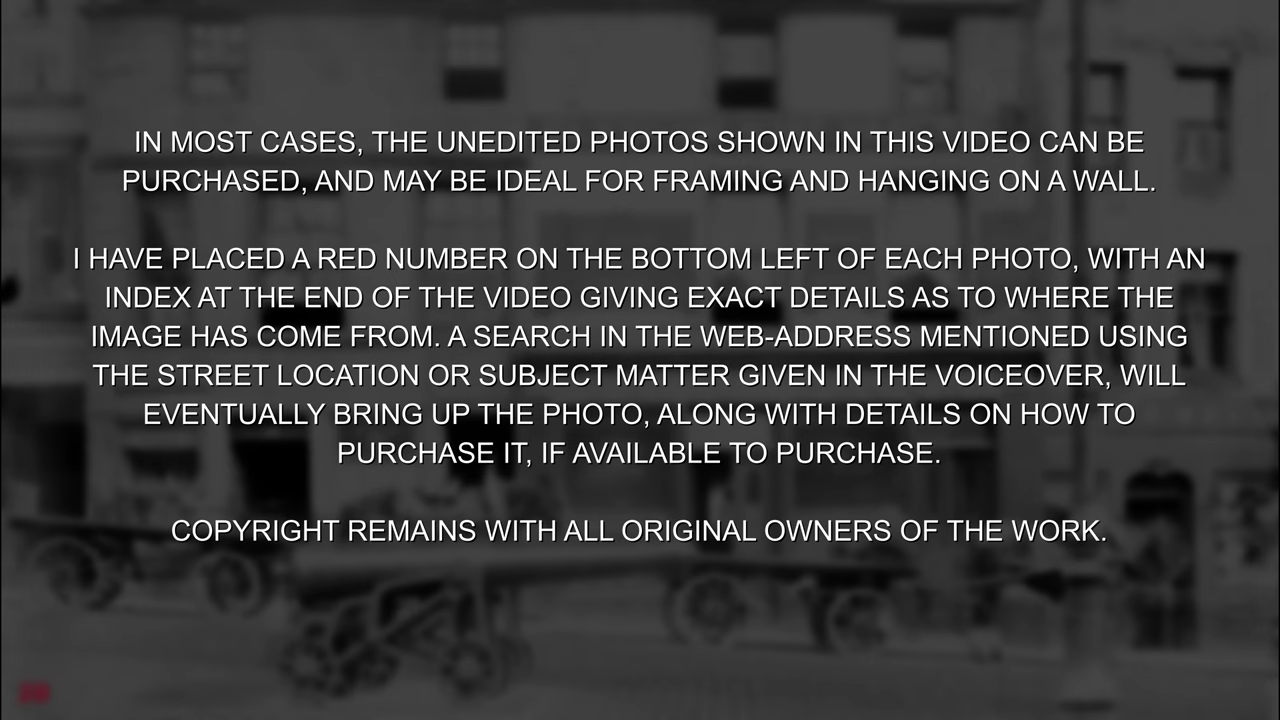 IN MOST CASES, THE UNEDITED PHOTOS SHOWN IN THIS VIDEO CAN BE
PURCHASED, AND MAY BE IDEAL FOR FRAMING AND HANGING ON A WALL.
I HAVE PLACED A RED NUMBER ON THE BOTTOM LEFT OF EACH PHOTO, WITH AN
INDEX AT THE END OF THE VIDEO GIVING EXACT DETAILS AS TO WHERE THE
IMAGE HAS COME FROM. A SEARCH IN THE WEB-ADDRESS MENTIONED USING
THE STREET LOCATION OR SUBJECT MATTER GIVEN IN THE VOICEOVER, WILL
EVENTUALLY BRING UP THE PHOTO, ALONG WITH DETAILS ON HOW TO
PURCHASE IT, IF AVAILABLE TO PURCHASE.
COPYRIGHT REMAINS WITH ALL ORIGINAL OWNERS OF THE WORK.